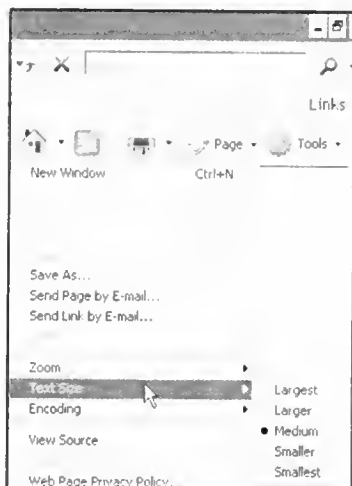 Links
Page Tools
New Window Ctrl+N
Save As...
Send Page by E-mail...
Send Link by E-mail...
Zoom
Text Size
Encoding
View Source
Web Page Privacy Policy...
Largest
Larger
Medium
Smaller
Smallest